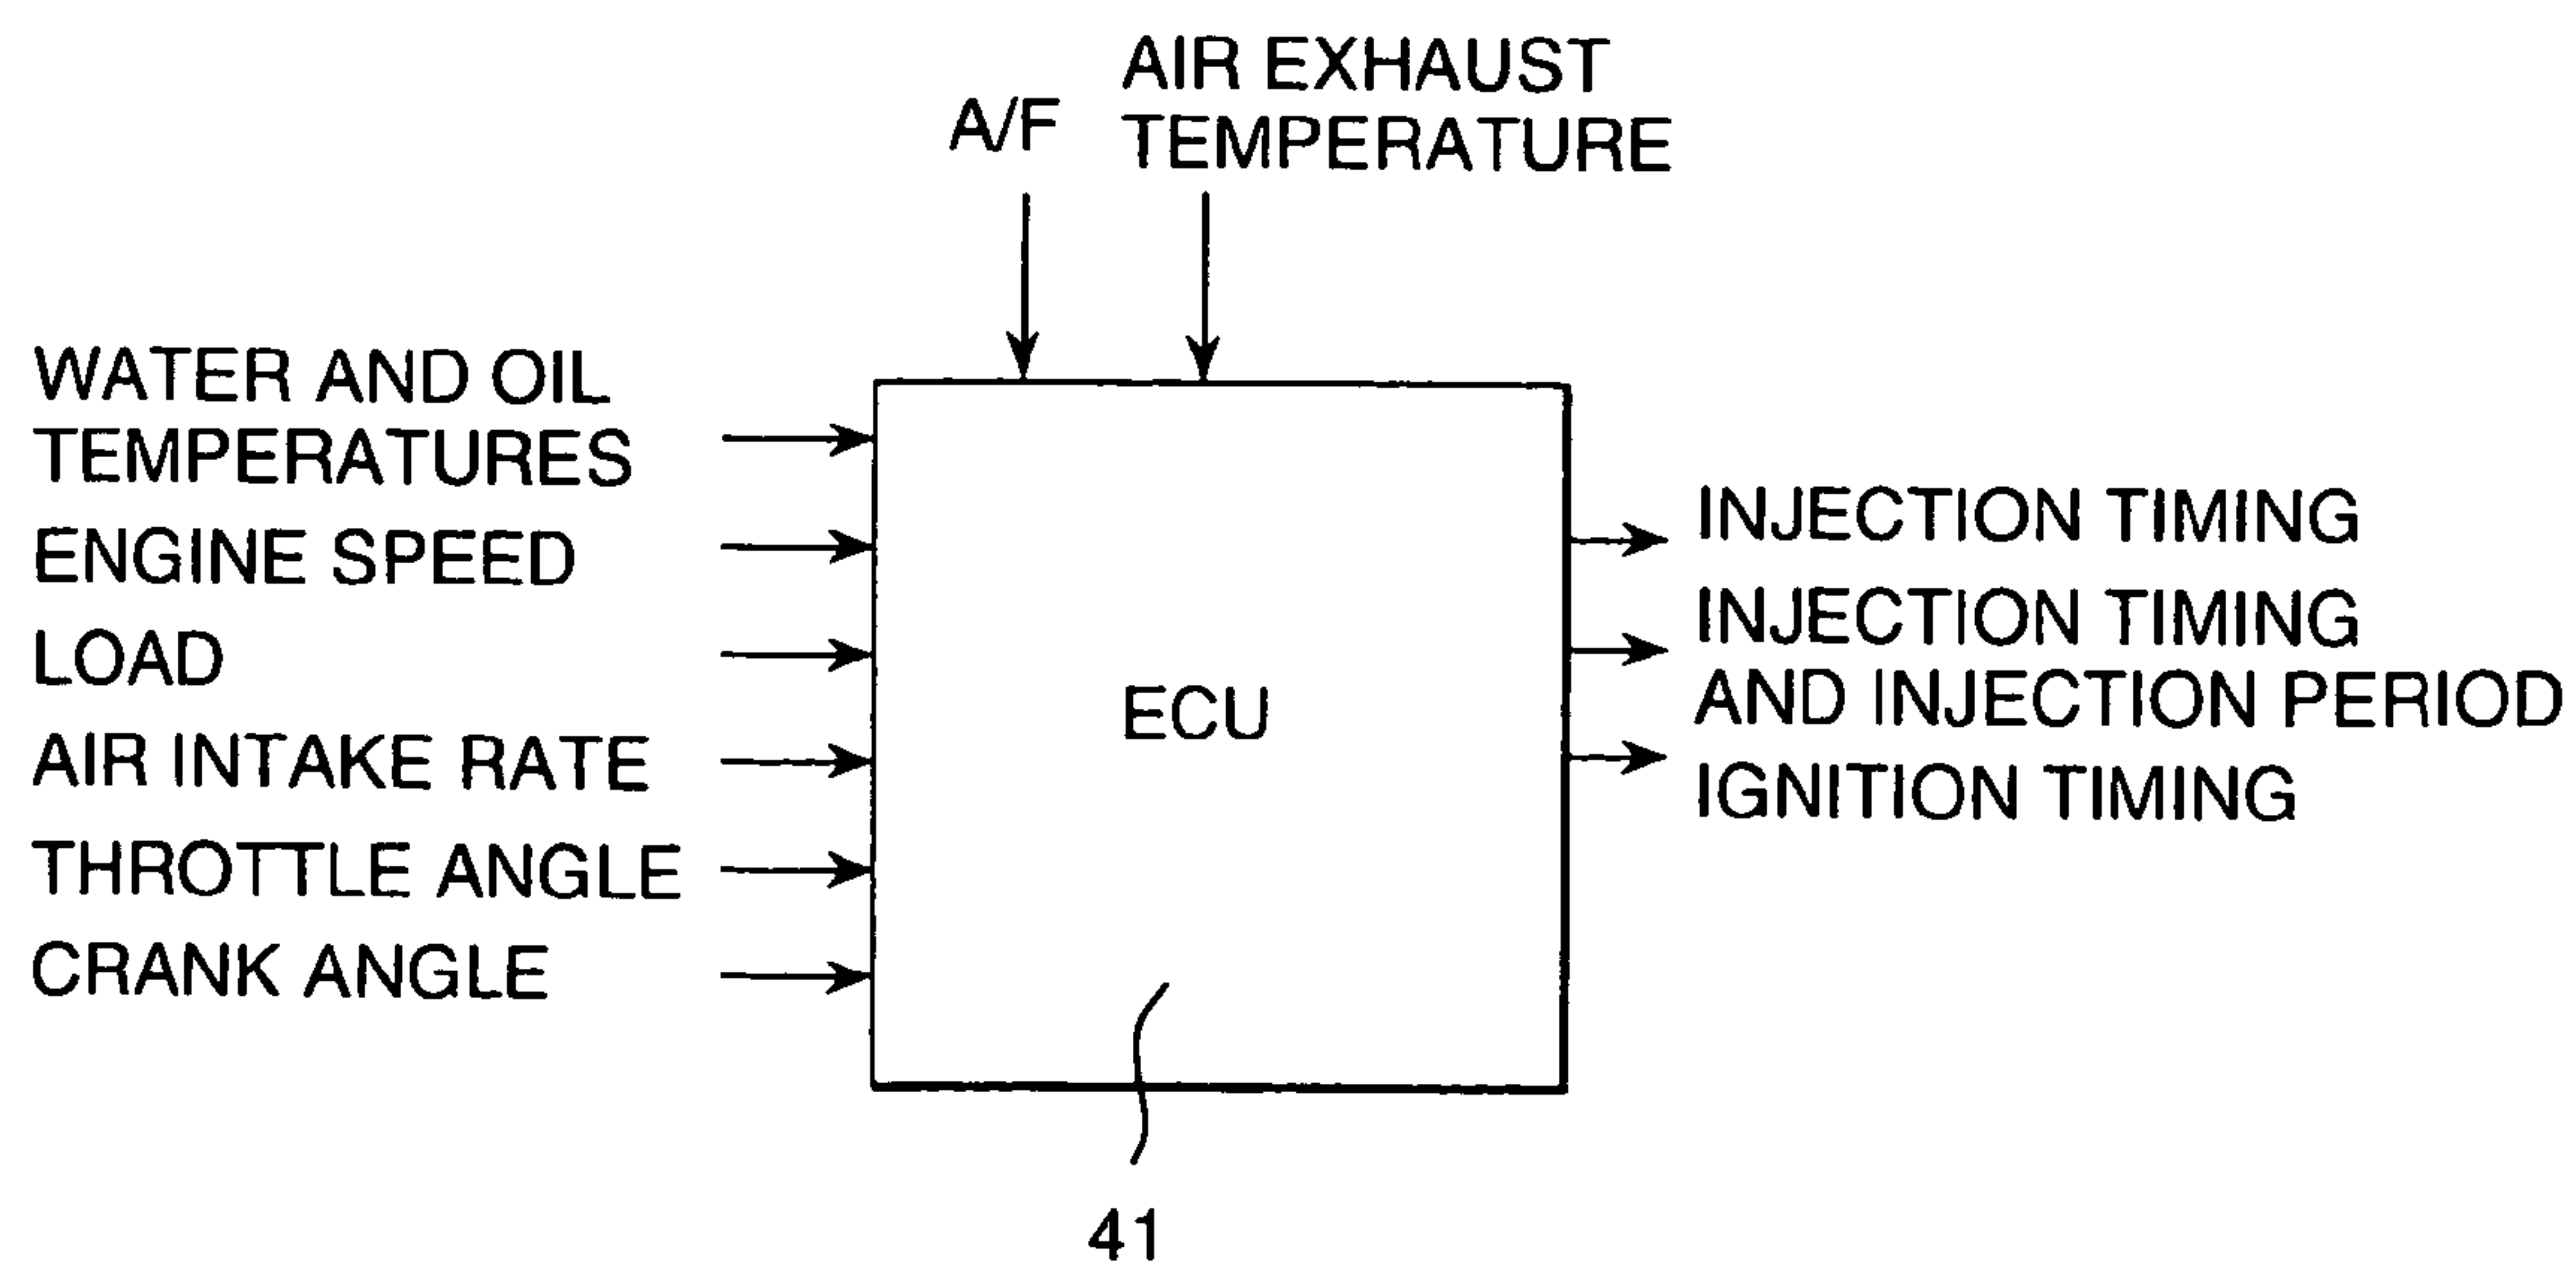 A/F
AIR EXHAUST
TEMPERATURE
WATER AND OIL
TEMPERATURES
ENGINE SPEED
LOAD
AIR INTAKE RATE
THROTTLE ANGLE
CRANK ANGLE
ECU
INJECTION TIMING
INJECTION TIMING
AND INJECTION PERIOD
IGNITION TIMING
41